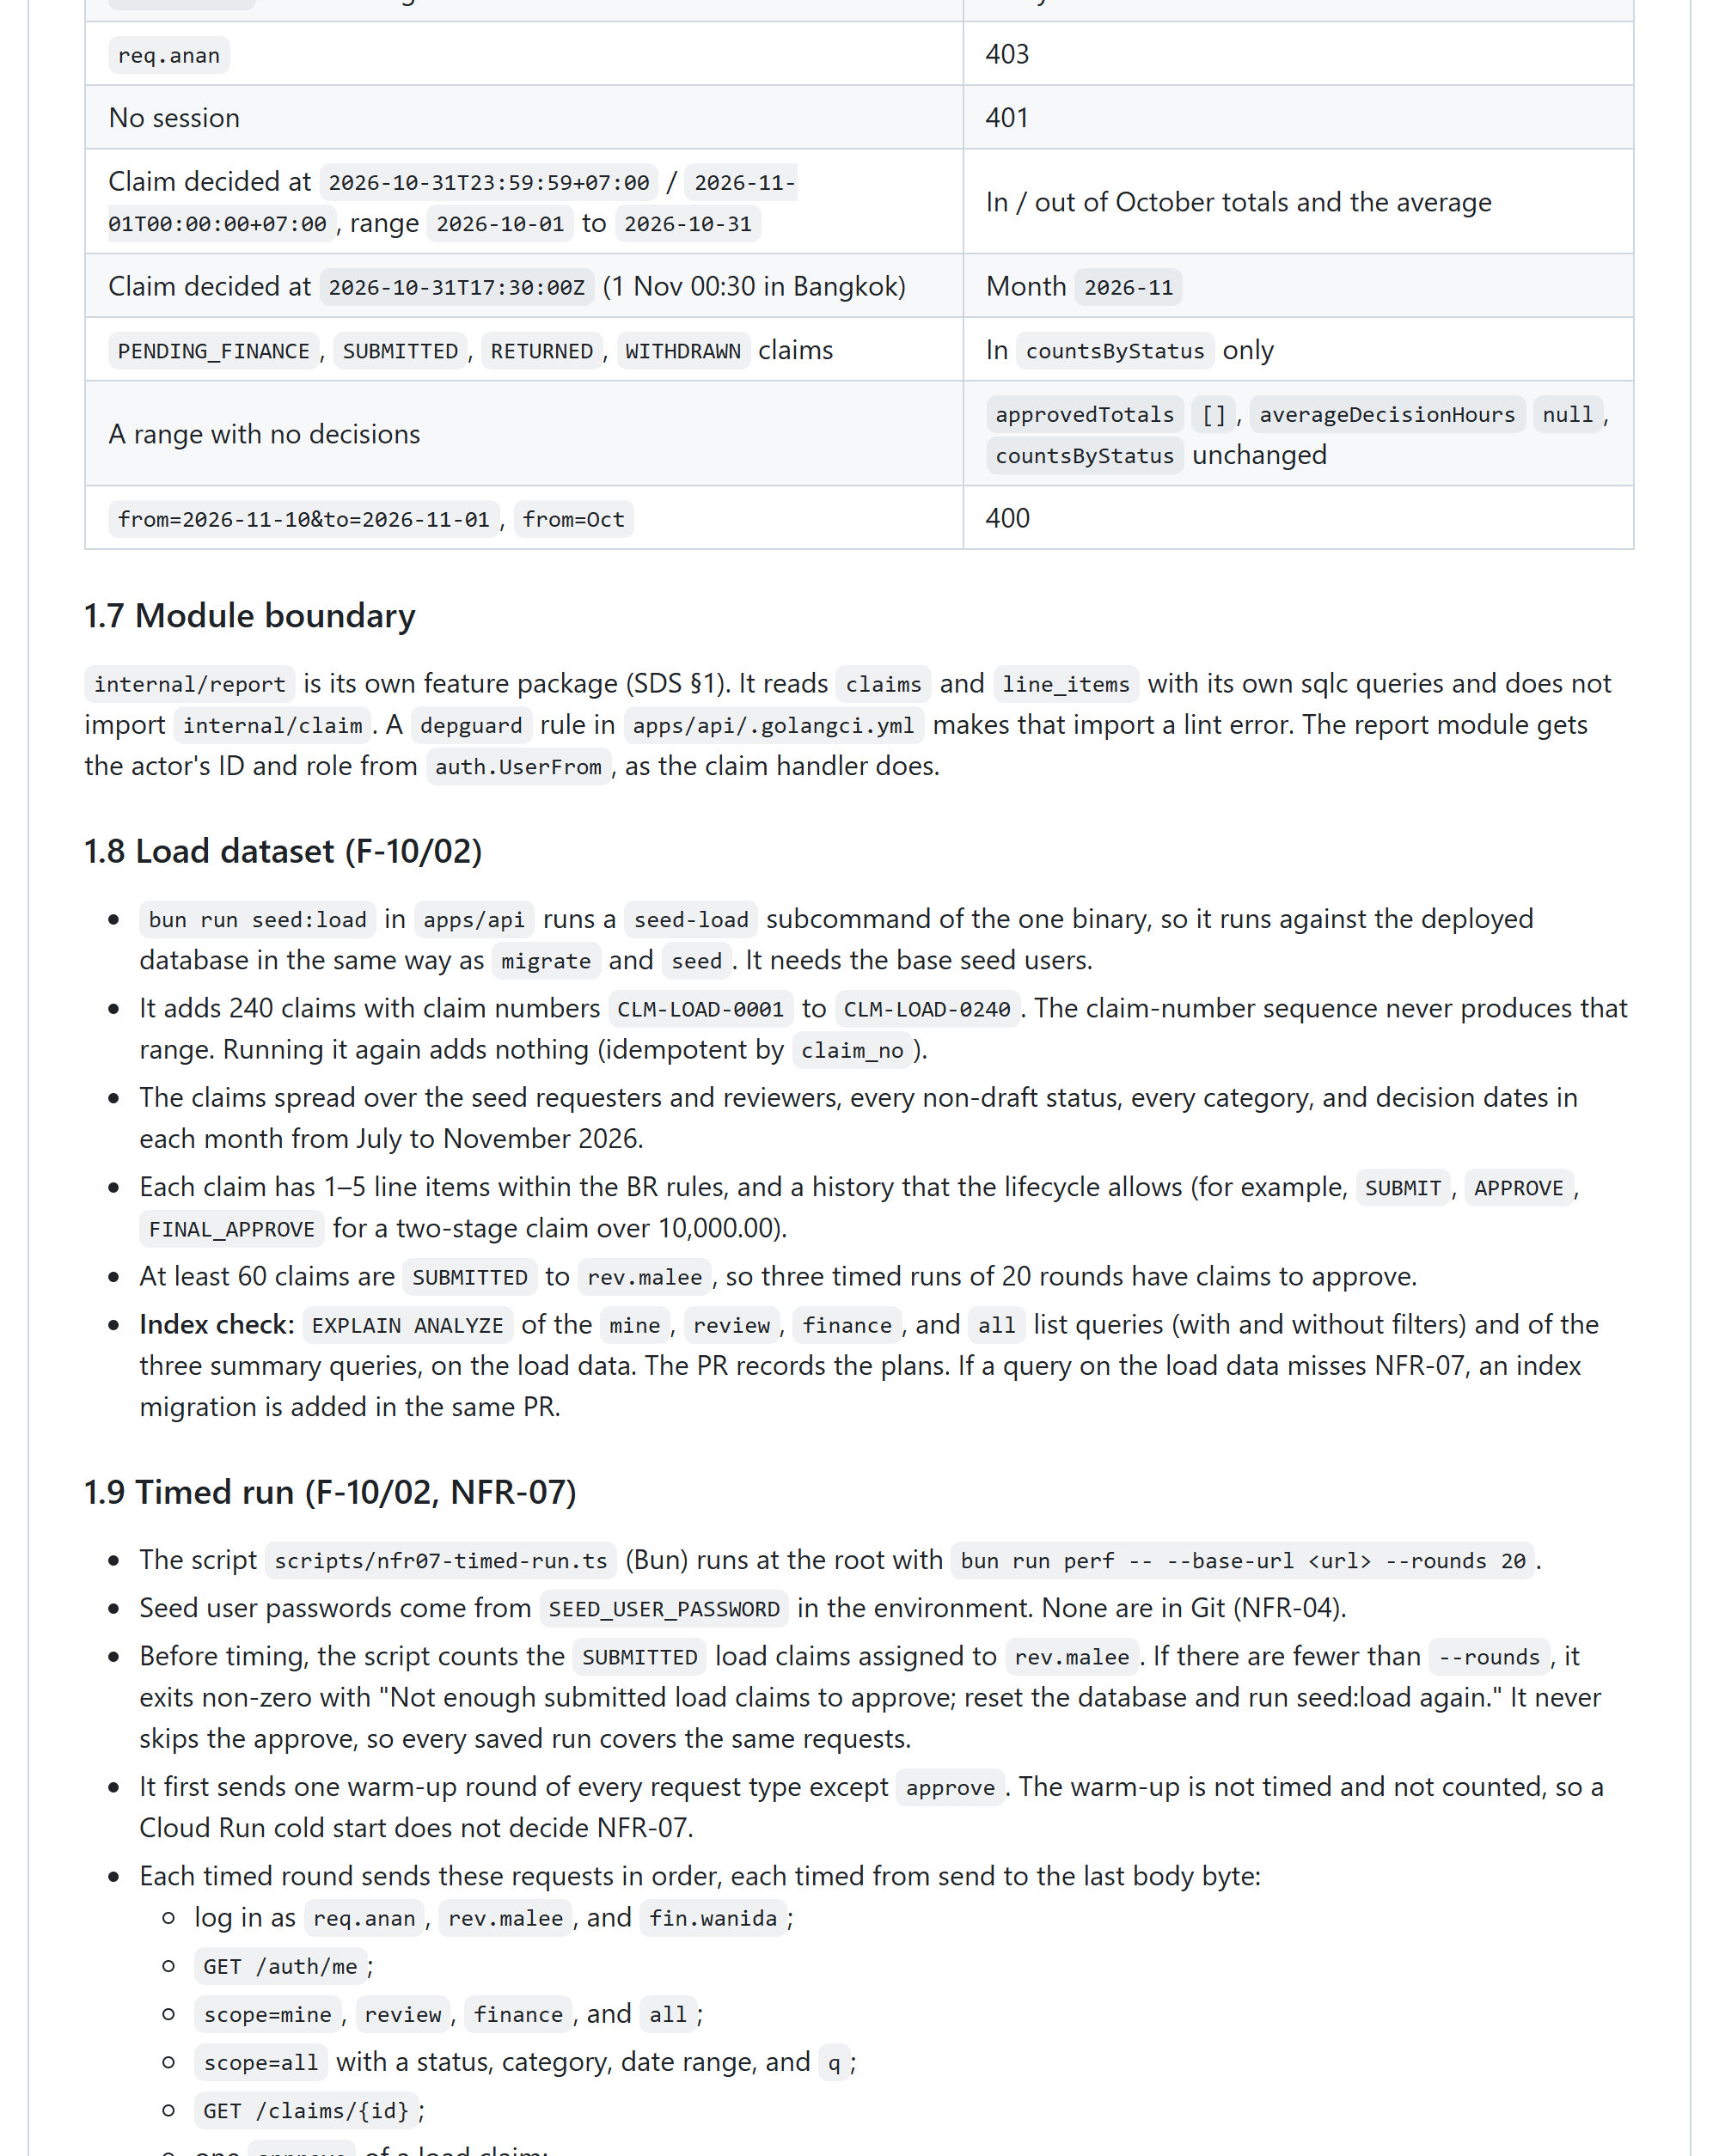 req.anan 403
No session 401
Claim decided at 2026-10-31T23:59:59+07:00 / 2026-11-
01T00:00:00+07:00 , range 2026-10-01 to 2026-10-31 In / out of October totals and the average
Claim decided at 2026-10-31T17:30:00Z (1 Nov 00:30 in Bangkok) Month 2026-11
PENDING_FINANCE , SUBMITTED , RETURNED , WITHDRAWN claims In countsByStatus only
A range with no decisions approvedTotals [] , averageDecisionHours null ,
countsByStatus unchanged
from=2026-11-10&to=2026-11-01 , from=Oct 400
1.7 Module boundary
internal/report is its own feature package (SDS §1). It reads claims and line_items with its own sqlc queries and does not
import internal/claim . A depguard rule in apps/api/.golangci.yml makes that import a lint error. The report module gets
the actor's ID and role from auth.UserFrom , as the claim handler does.
1.8 Load dataset (F-10/02)
• bun run seed:load in apps/api runs a seed-load subcommand of the one binary, so it runs against the deployed
database in the same way as migrate and seed . It needs the base seed users.
• It adds 240 claims with claim numbers CLM-LOAD-0001 to CLM-LOAD-0240 . The claim-number sequence never produces that
range. Running it again adds nothing (idempotent by claim_no ).
• The claims spread over the seed requesters and reviewers, every non-draft status, every category, and decision dates in
each month from July to November 2026.
• Each claim has 1–5 line items within the BR rules, and a history that the lifecycle allows (for example, SUBMIT , APPROVE ,
FINAL_APPROVE for a two-stage claim over 10,000.00).
• At least 60 claims are SUBMITTED to rev.malee , so three timed runs of 20 rounds have claims to approve.
• Index check: EXPLAIN ANALYZE of the mine , review , finance , and all list queries (with and without filters) and of the
three summary queries, on the load data. The PR records the plans. If a query on the load data misses NFR-07, an index
migration is added in the same PR.
1.9 Timed run (F-10/02, NFR-07)
• The script scripts/nfr07-timed-run.ts (Bun) runs at the root with bun run perf -- --base-url <url> --rounds 20 .
• Seed user passwords come from SEED_USER_PASSWORD in the environment. None are in Git (NFR-04).
• Before timing, the script counts the SUBMITTED load claims assigned to rev.malee . If there are fewer than --rounds , it
exits non-zero with "Not enough submitted load claims to approve; reset the database and run seed:load again." It never
skips the approve, so every saved run covers the same requests.
• It first sends one warm-up round of every request type except approve . The warm-up is not timed and not counted, so a
Cloud Run cold start does not decide NFR-07.
• Each timed round sends these requests in order, each timed from send to the last body byte:
○ log in as req.anan , rev.malee , and fin.wanida ;
○ GET /auth/me ;
○ scope=mine , review , finance , and all ;
○ scope=all with a status, category, date range, and q ;
○ GET /claims/{id} ;
○ one approve of a load claim;